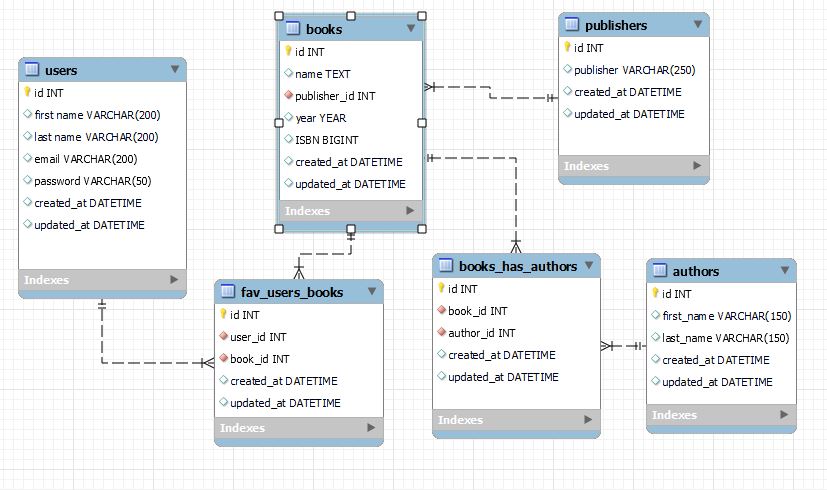 users
id INT
first name VARCHAR(200)
last name VARCHAR(200)
email VARCHAR(200)
password VARCHAR(50)
created_at DATETIME
updated_at DATETIME
Indexes
books
id INT
name TEXT
publisher_id INT
year YEAR
ISBN BIGINT
created_at DATETIME
updated_at DATETIME
Indexes
publishers
id INT
publisher VARCHAR(250)
created_at DATETIME
updated_at DATETIME
Indexes
fav_users_books
id INT
user_id INT
book_id INT
created_at DATETIME
updated_at DATETIME
Indexes
books_has_authors
id INT
book_id INT
author_id INT
created_at DATETIME
updated_at DATETIME
Indexes
authors
id INT
first_name VARCHAR(150)
last_name VARCHAR(150)
created_at DATETIME
updated_at DATETIME
Indexes